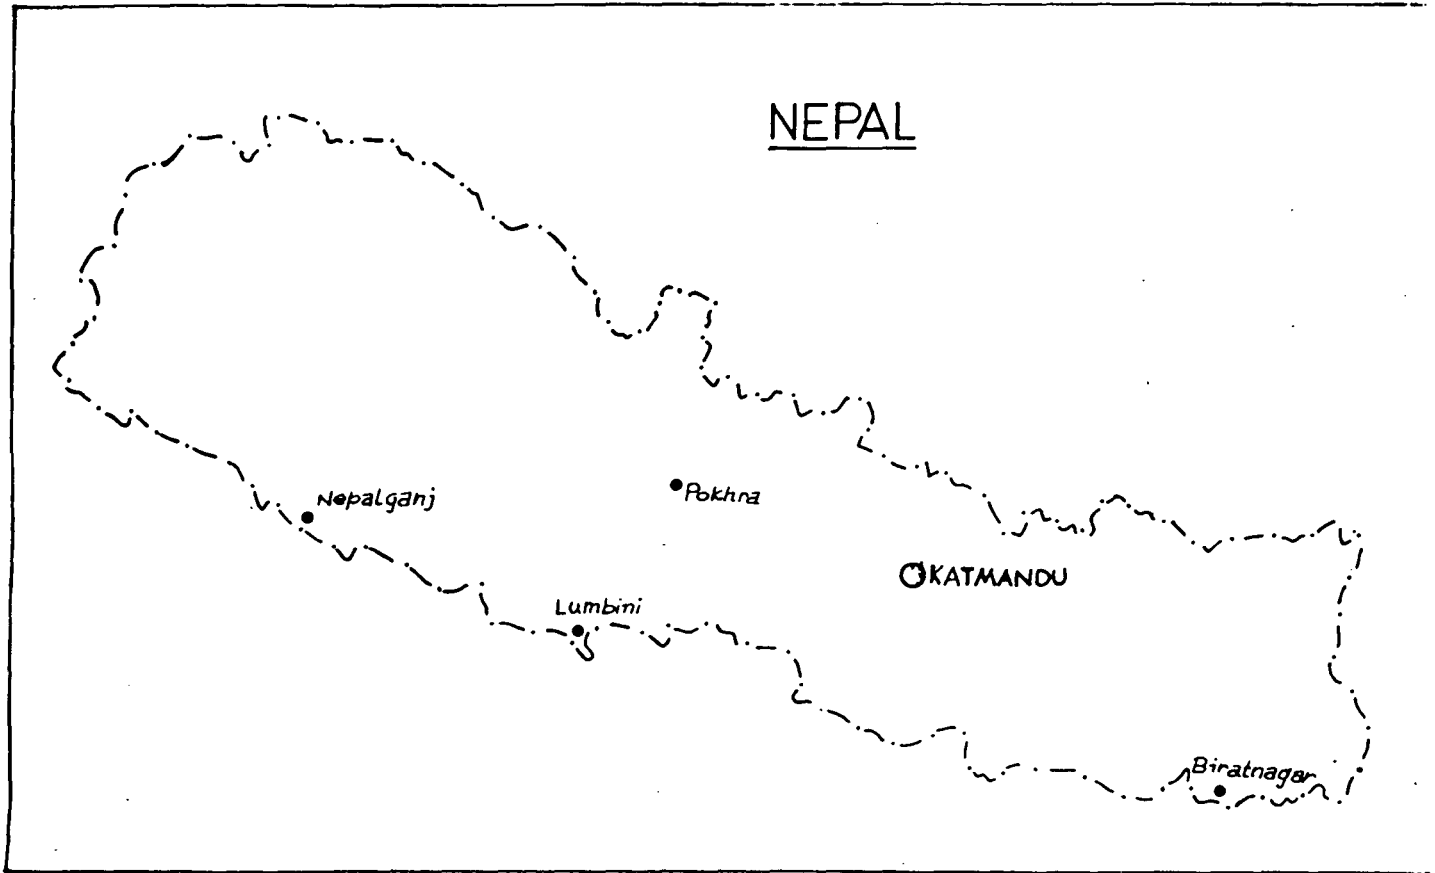 NEPAL
Nepalganj
Pokhra
KATMANDU
Lumbini
Biratnagar